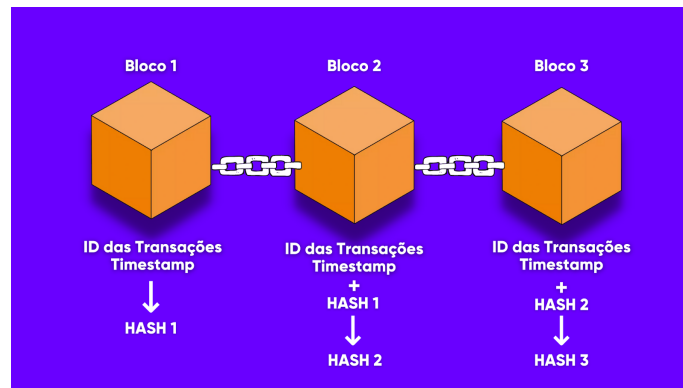 Bloco 1
Bloco 2
Bloco 3
ID das Transações
Timestamp
HASH 1
ID das Transações
Timestamp
+
HASH 1
HASH 2
ID das Transações
Timestamp
+
HASH 2
HASH 3